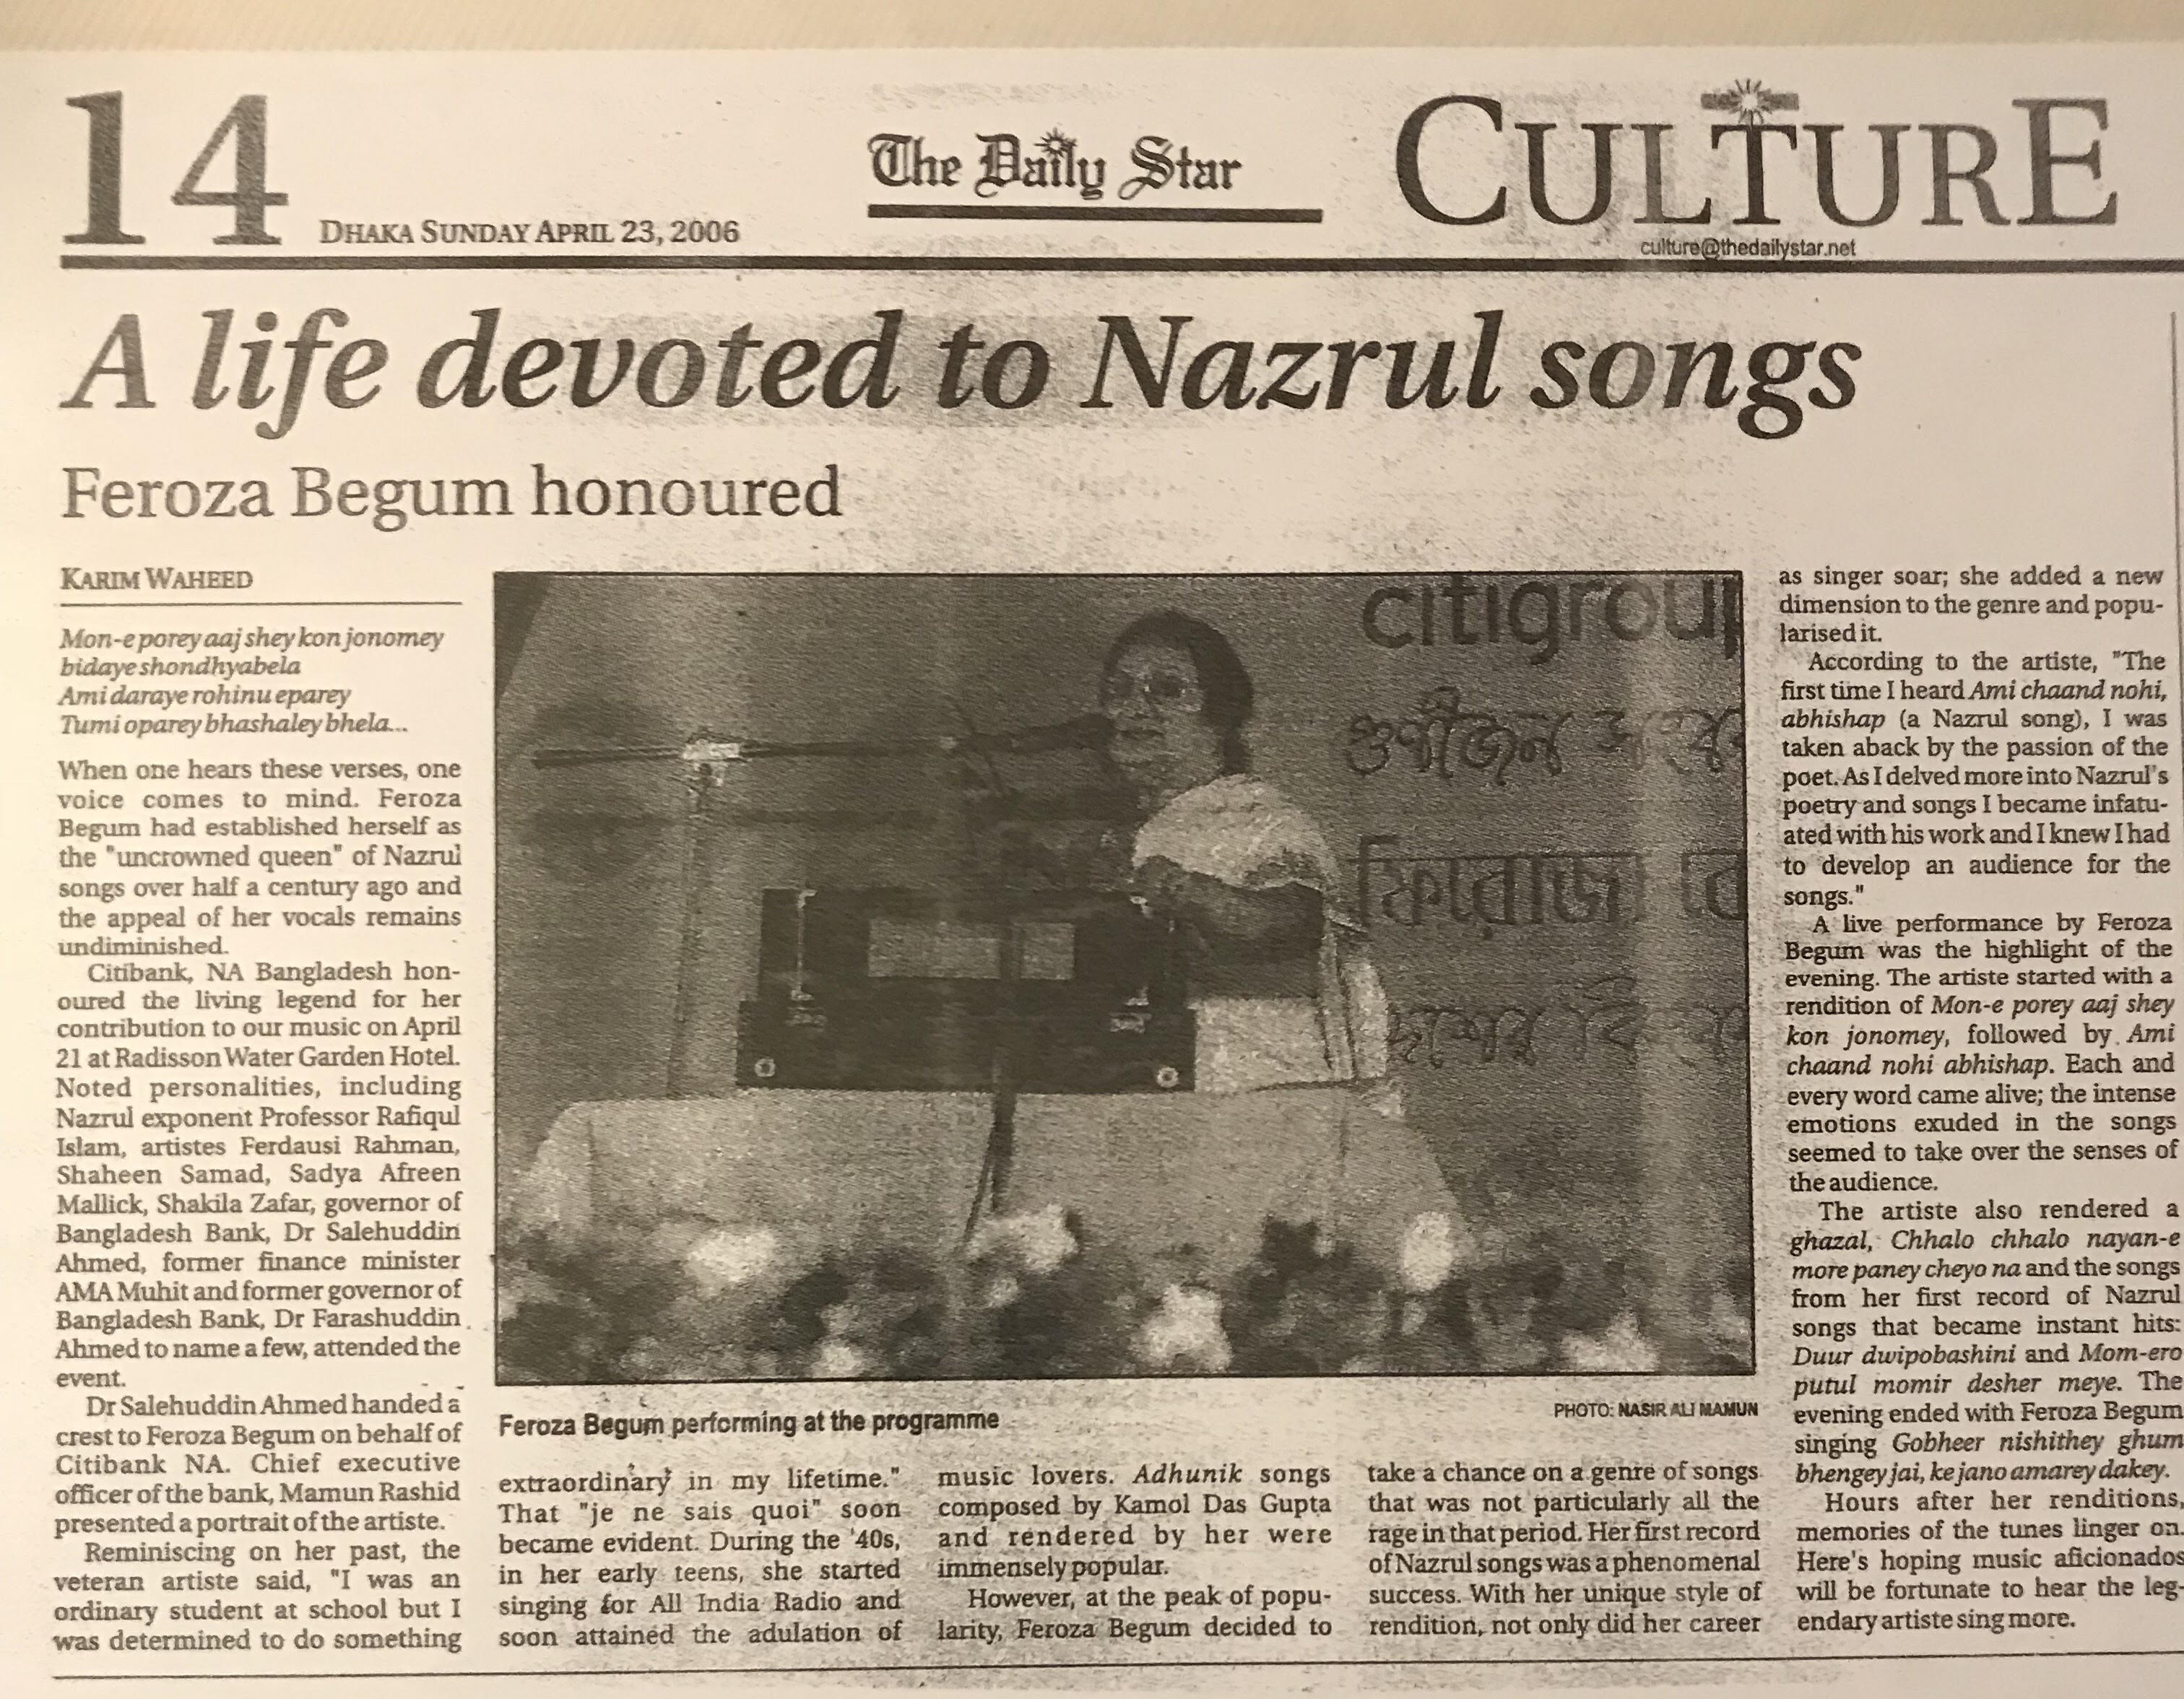 14
DHAKA SUNDAY APRIL 23, 2006
The Daily Star
CULTURE
culture@thedailystar.net
A life devoted to Nazrul songs
Feroza Begum honoured
KARIM WAHEED
Mon-e porey aaj shey kon jonomey
bidaye shondhyabela
Ami daraye rohinu eparey
Tumi oparey bhashaley bhela...
When one hears these verses, one
voice comes to mind. Feroza
Begum had established herself as
the "uncrowned queen" of Nazrul
songs over half a century ago and
the appeal of her vocals remains
undiminished.
Citibank, NA Bangladesh hon-
oured the living legend for her
contribution to our music on April
21 at Radisson Water Garden Hotel.
Noted personalities, including
Nazrul exponent Professor Rafiqul
Islam, artistes Ferdausi Rahman,
Shaheen Samad, Sadya Afreen
Mallick, Shakila Zafar, governor of
Bangladesh Bank, Dr Salehuddin
Ahmed, former finance minister
AMA Muhit and former governor of
Bangladesh Bank, Dr Farashuddin
Ahmed to name a few, attended the
event.
Dr Salehuddin Ahmed handed a
crest to Feroza Begum on behalf of
Citibank NA. Chief executive
officer of the bank, Mamun Rashid
presented a portrait of the artiste.
Reminiscing on her past, the
veteran artiste said, "I was an
ordinary student at school but I
was determined to do something
citigroup
গুণীজন
ফিরোজা বে
Feroza Begum performing at the programme
PHOTO: NASIR ALI MAMUN
extraordinary in my lifetime."
That "je ne sais quoi" soon
became evident. During the '40s,
in her early teens, she started
singing for All India Radio and
soon attained the adulation of
music lovers. Adhunik songs
composed by Kamol Das Gupta
and rendered by her were
immensely popular.
However, at the peak of popu-
larity, Feroza Begum decided to
take a chance on a genre of songs
that was not particularly all the
rage in that period. Her first record
of Nazrul songs was a phenomenal
success. With her unique style of
rendition, not only did her career
as singer soar; she added a new
dimension to the genre and popu-
larised it.
According to the artiste, "The
first time I heard Ami chaand nohi,
abhishap (a Nazrul song), I was
taken aback by the passion of the
poet. As I delved more into Nazrul's
poetry and songs I became infatu-
ated with his work and I knew I had
to develop an audience for the
songs."
A live performance by Feroza
Begum was the highlight of the
evening. The artiste started with a
rendition of Mon-e porey aaj shey
kon jonomey, followed by Ami
chaand nohi abhishap. Each and
every word came alive; the intense
emotions exuded in the songs
seemed to take over the senses of
the audience.
The artiste also rendered a
ghazal, Chhalo chhalo nayan-e
more paney cheyo na and the songs
from her first record of Nazrul
songs that became instant hits:
Duur dwipobashini and Mom-ero
putul momir desher meye. The
evening ended with Feroza Begum
singing Gobheer nishithey ghum
bhengey jai, ke jano amarey dakey.
Hours after her renditions,
memories of the tunes linger on.
Here's hoping music aficionados
will be fortunate to hear the leg-
endary artiste sing more.